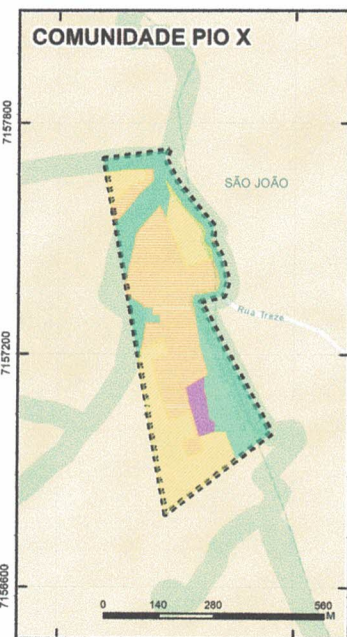 COMUNIDADE PIO X
7157800
SÃO JOÃO
Rua Treze
7157200
7156600
0 140 280 560
M